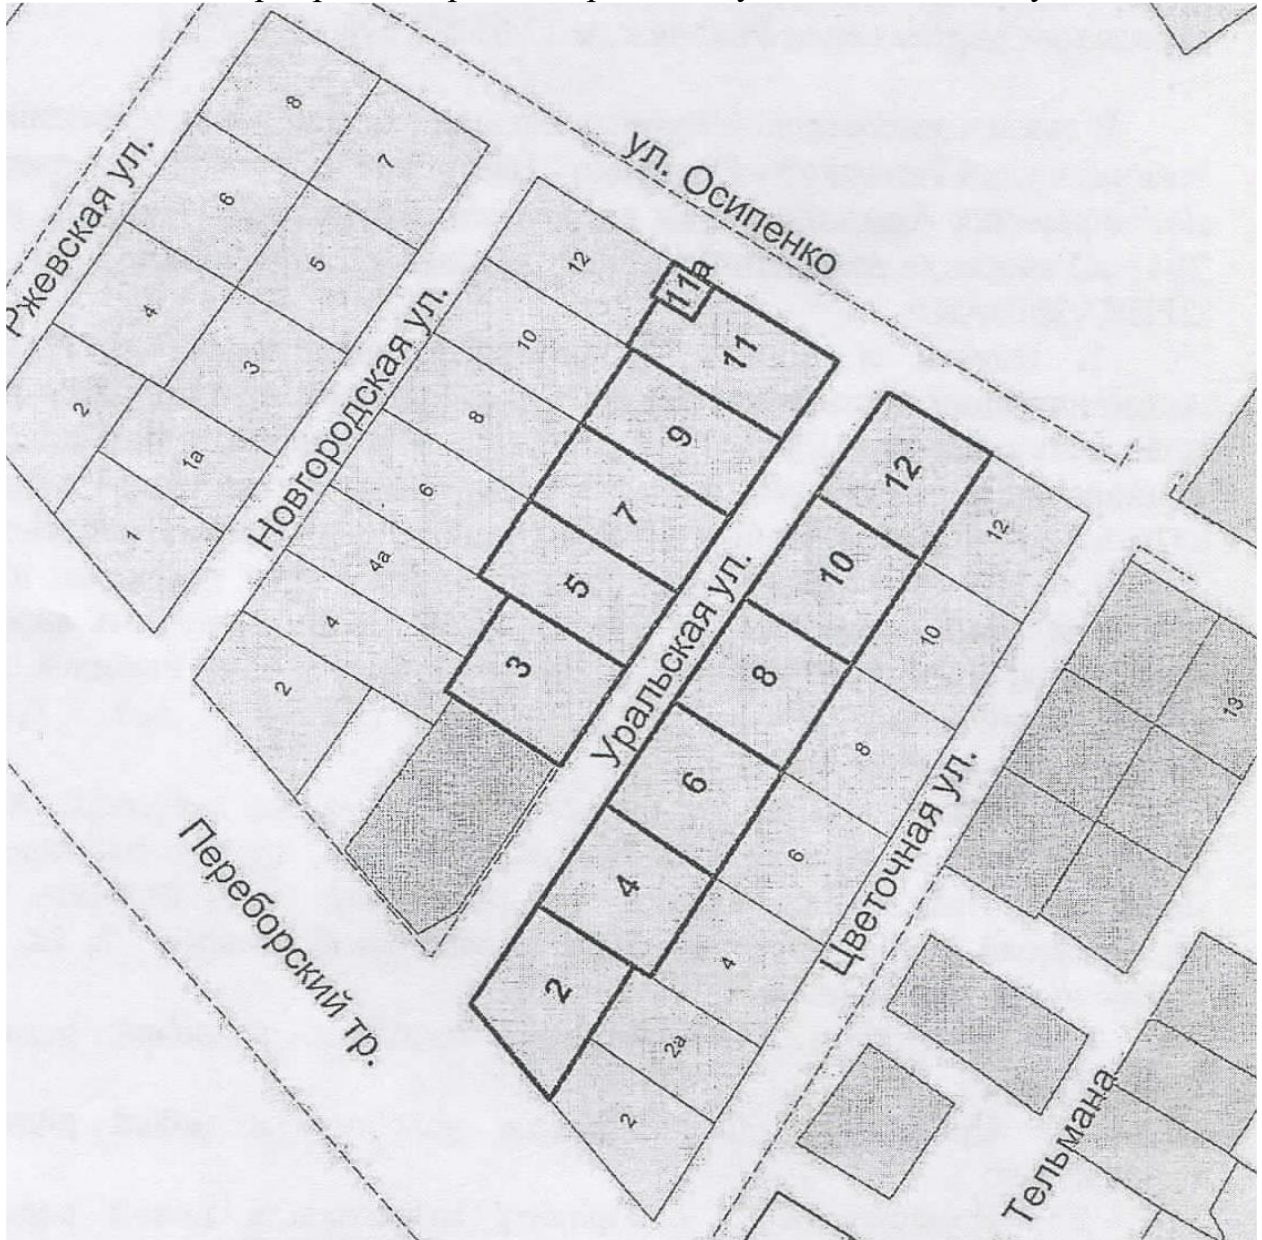 ул. Осипенко
Ржевская ул.
8
7
6
5
4
3
2
1а
1
Новгородская ул.
12
10
8
6
4а
4
2
11а
11
9
7
5
3
Уральская ул.
12
10
8
6
4
2
12
10
8
6
4
2а
2
Цветочная ул.
13
Переборский тр.
Тельмана